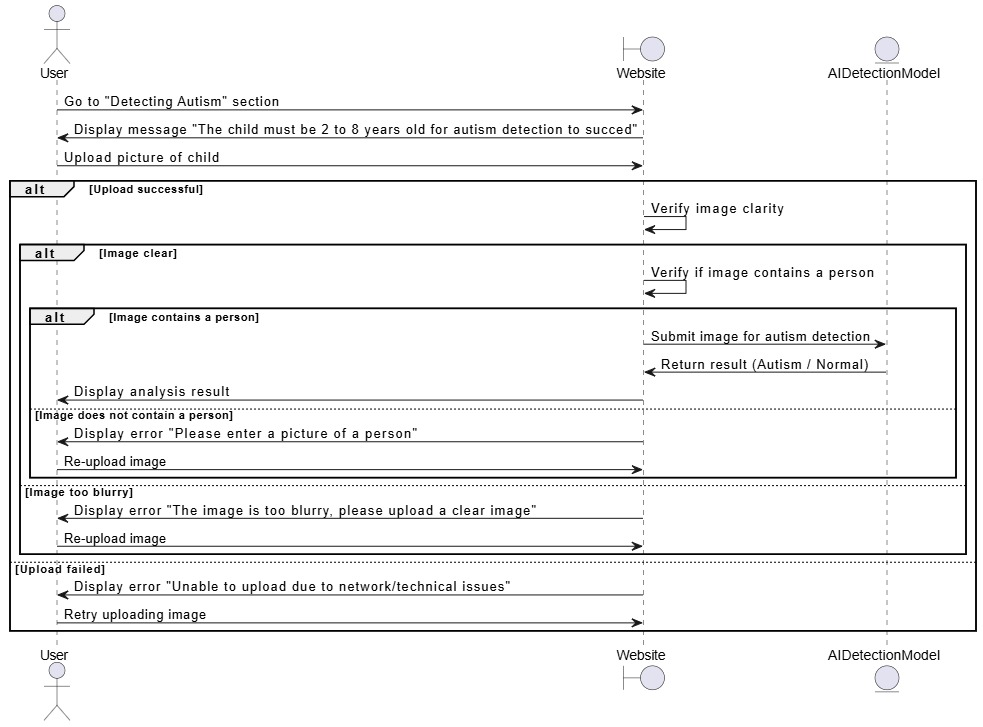 User
Website
AIDetectionModel
Go to "Detecting Autism" section
Display message "The child must be 2 to 8 years old for autism detection to succed"
Upload picture of child
alt [Upload successful]
Verify image clarity
alt [Image clear]
Verify if image contains a person
alt [Image contains a person]
Submit image for autism detection
Return result (Autism / Normal)
Display analysis result
[Image does not contain a person]
Display error "Please enter a picture of a person"
Re-upload image
[Image too blurry]
Display error "The image is too blurry, please upload a clear image"
Re-upload image
[Upload failed]
Display error "Unable to upload due to network/technical issues"
Retry uploading image
User
Website
AIDetectionModel